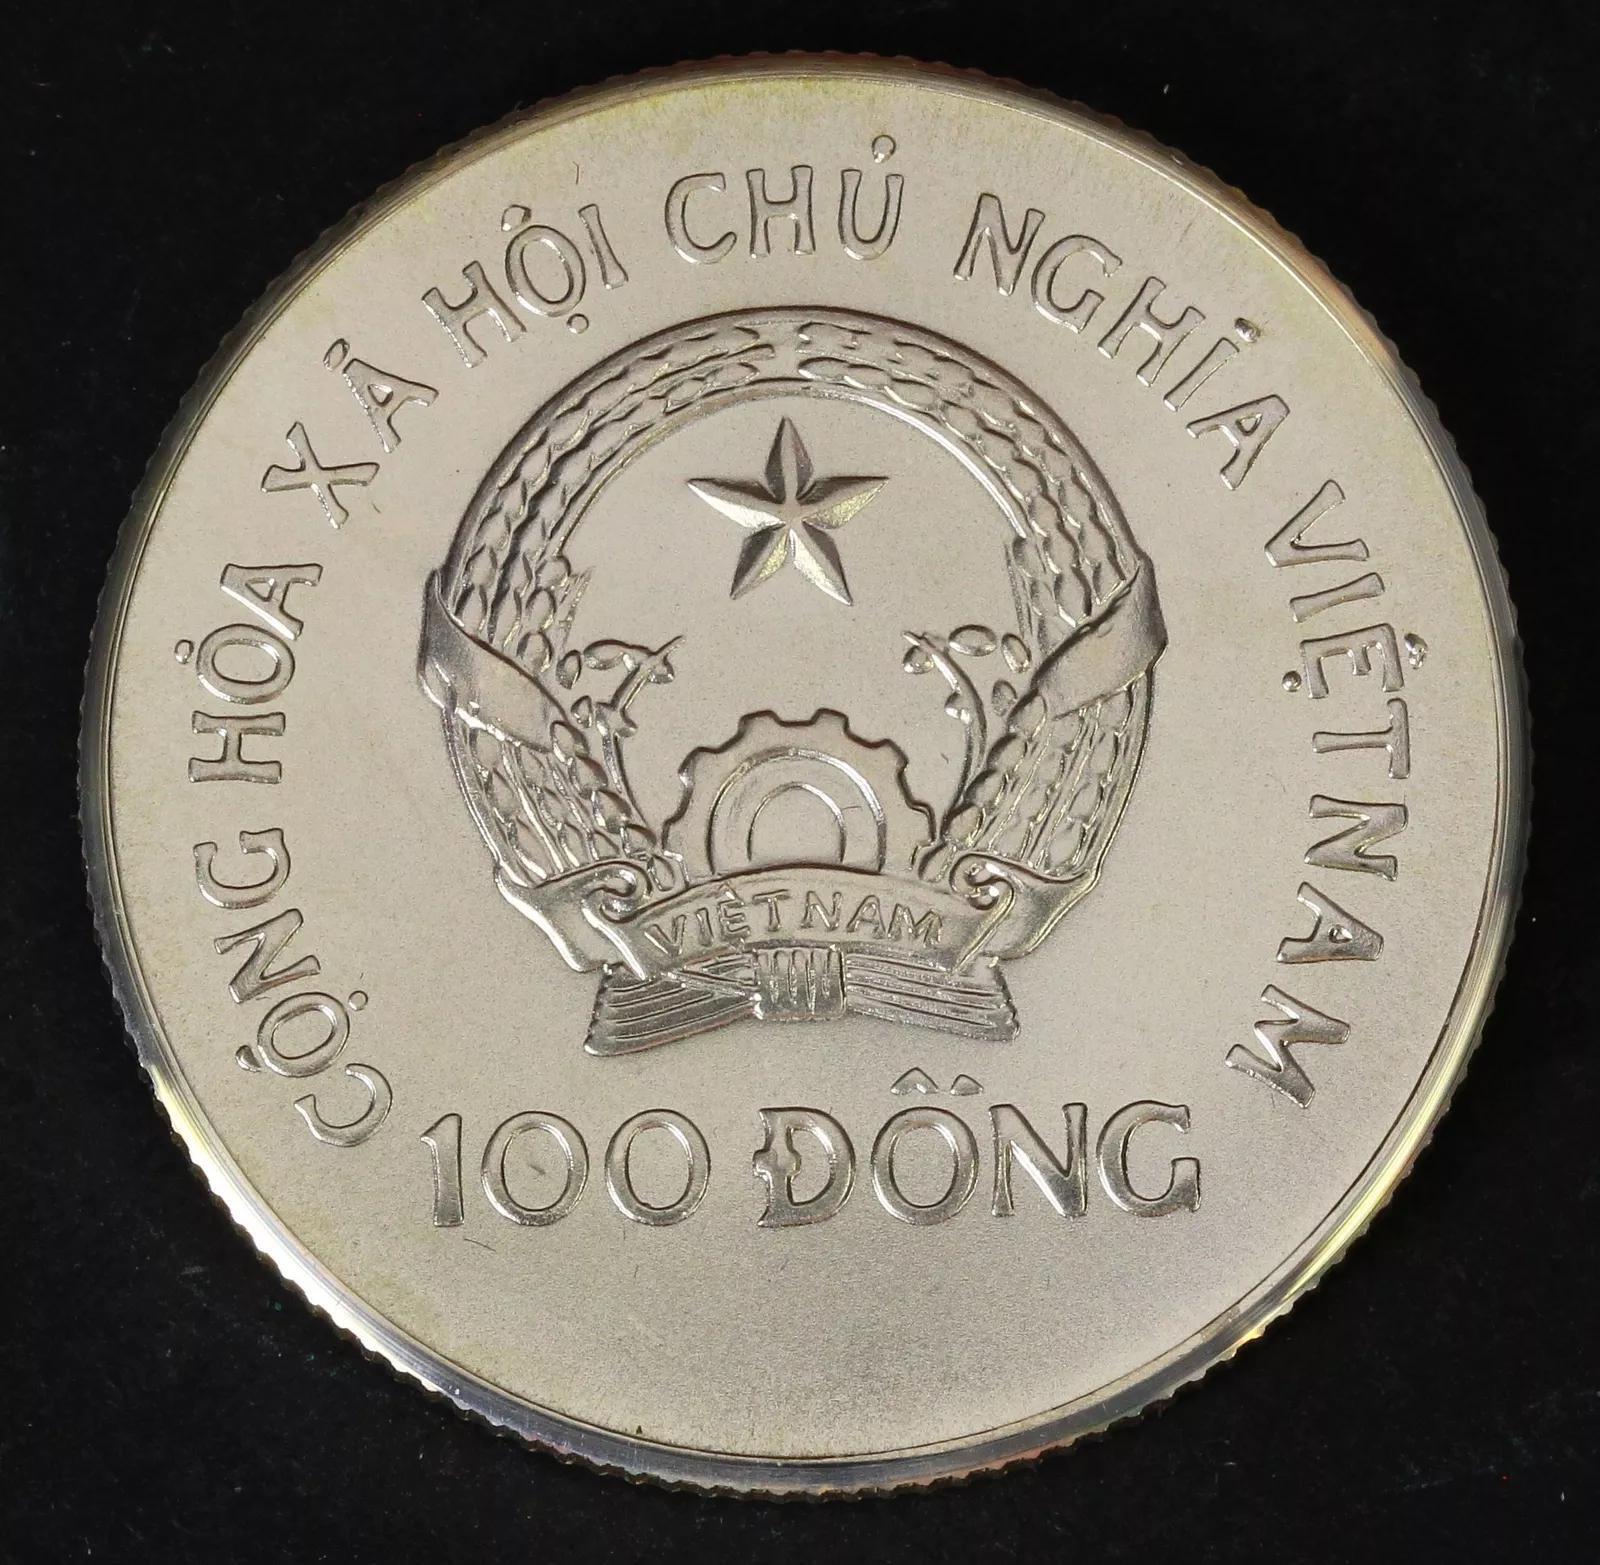 CỘNG HÒA XÃ HỘI CHỦ NGHĨA VIỆT NAM
VIỆT NAM
100 ĐỒNG